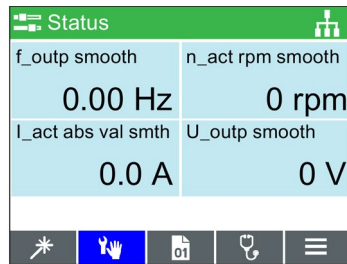 Status
f_outp smooth
n_act rpm smooth
0.00 Hz
0 rpm
I_act abs val smth
U_outp smooth
0.0 A
0 V
01